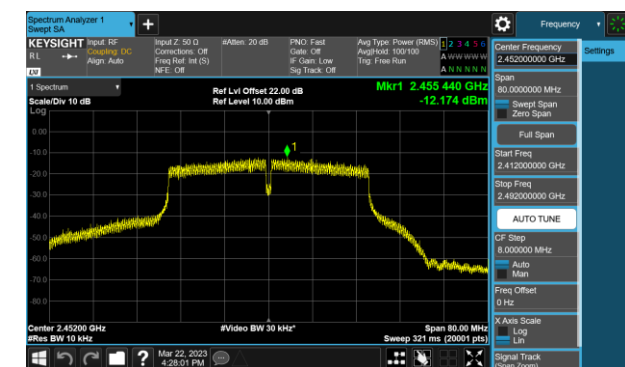 Spectrum Analyzer 1
Swept SA
+
Frequency
KEYSIGHT
RL
LW
Input: RF
Coupling: DC
Align: Auto
Input Z: 50 Ω
Corrections: Off
Freq Ref: Int (S)
NFE: Off
#Atten: 20 dB
PNO: Fast
Gate: Off
IF Gain: Low
Sig Track: Off
Avg Type: Power (RMS)
Avg|Hold: 100/100
Trig: Free Run
1 2 3 4 5 6
A W W W W W
A N N N N N
1 Spectrum
Scale/Div 10 dB
Log
Ref Lvl Offset 22.00 dB
Ref Level 10.00 dBm
Mkr1 2.455 440 GHz
-12.174 dBm
0.00
-10.0
-20.0
-30.0
-40.0
-50.0
-60.0
-70.0
-80.0
1
Center 2.45200 GHz
#Res BW 10 kHz
#Video BW 30 kHz*
Span 80.00 MHz
Sweep 321 ms (20001 pts)
Mar 22, 2023
4:28:01 PM
?
Center Frequency
2.452000000 GHz
Settings
Span
80.0000000 MHz
Swept Span
Zero Span
Full Span
Start Freq
2.412000000 GHz
Stop Freq
2.492000000 GHz
AUTO TUNE
CF Step
8.000000 MHz
Auto
Man
Freq Offset
0 Hz
X Axis Scale
Log
Lin
Signal Track
(Span Zoom)